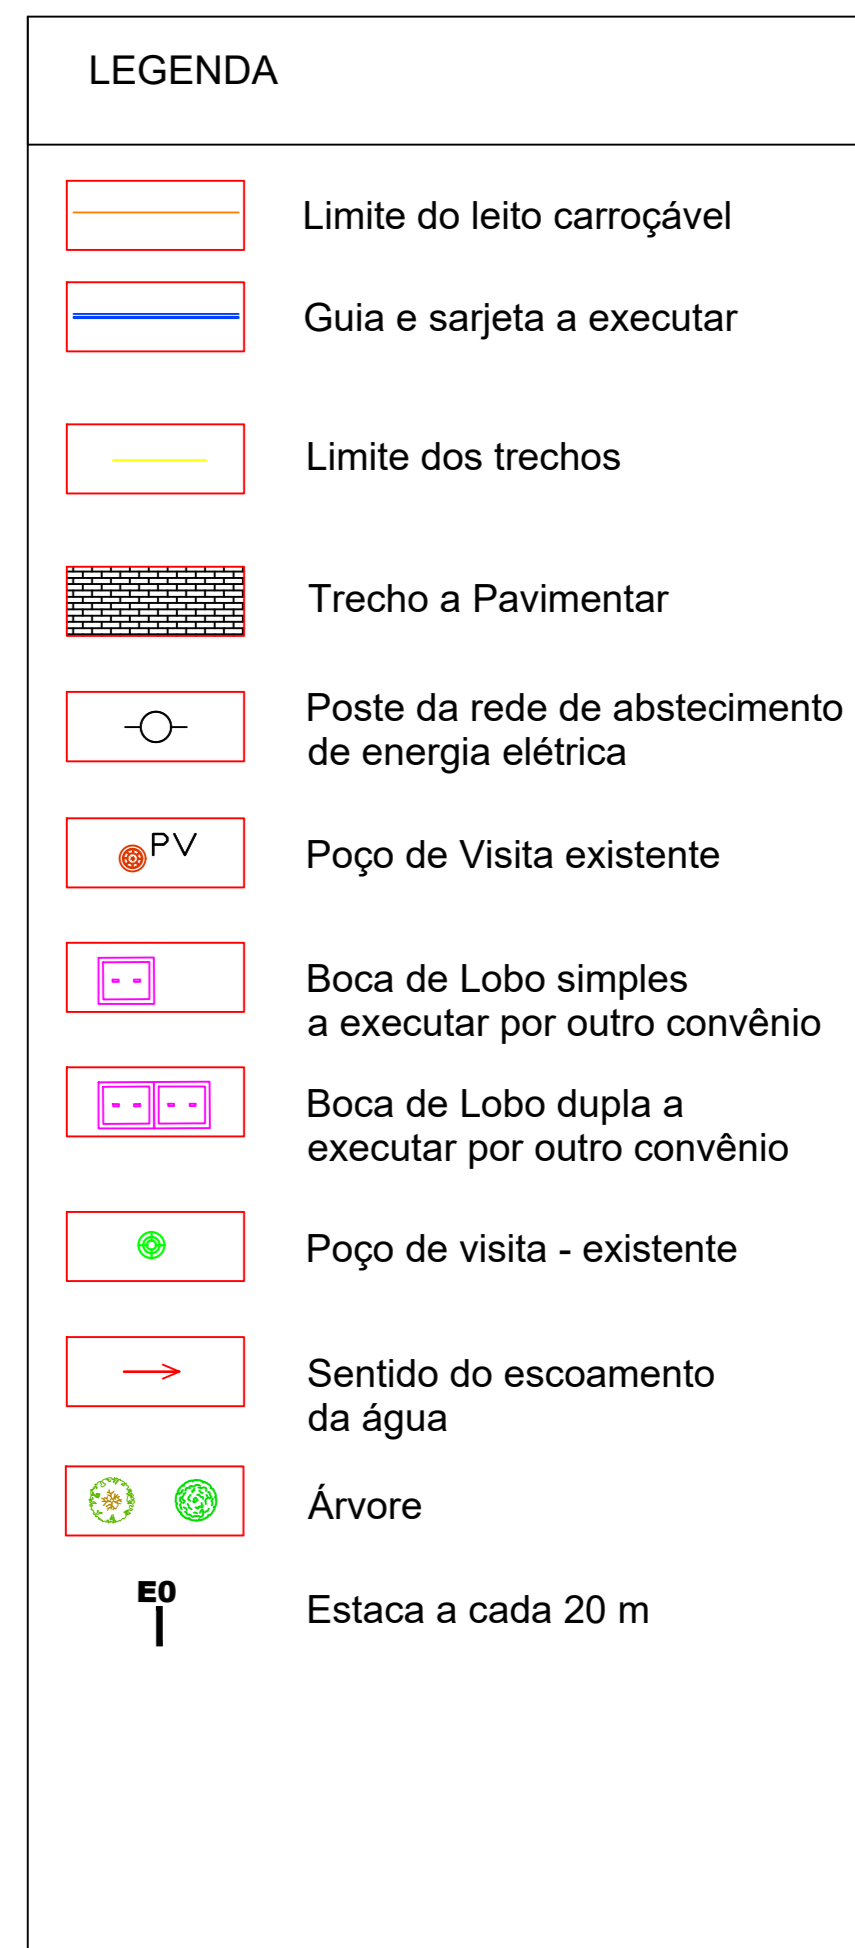 LEGENDA
Limite do leito carroçável
Guia e sarjeta a executar
Limite dos trechos
Trecho a Pavimentar
Poste da rede de abstecimento
de energia elétrica
PV
Poço de Visita existente
Boca de Lobo simples
a executar por outro convênio
Boca de Lobo dupla a
executar por outro convênio
Poço de visita - existente
Sentido do escoamento
da água
Árvore
E0
Estaca a cada 20 m